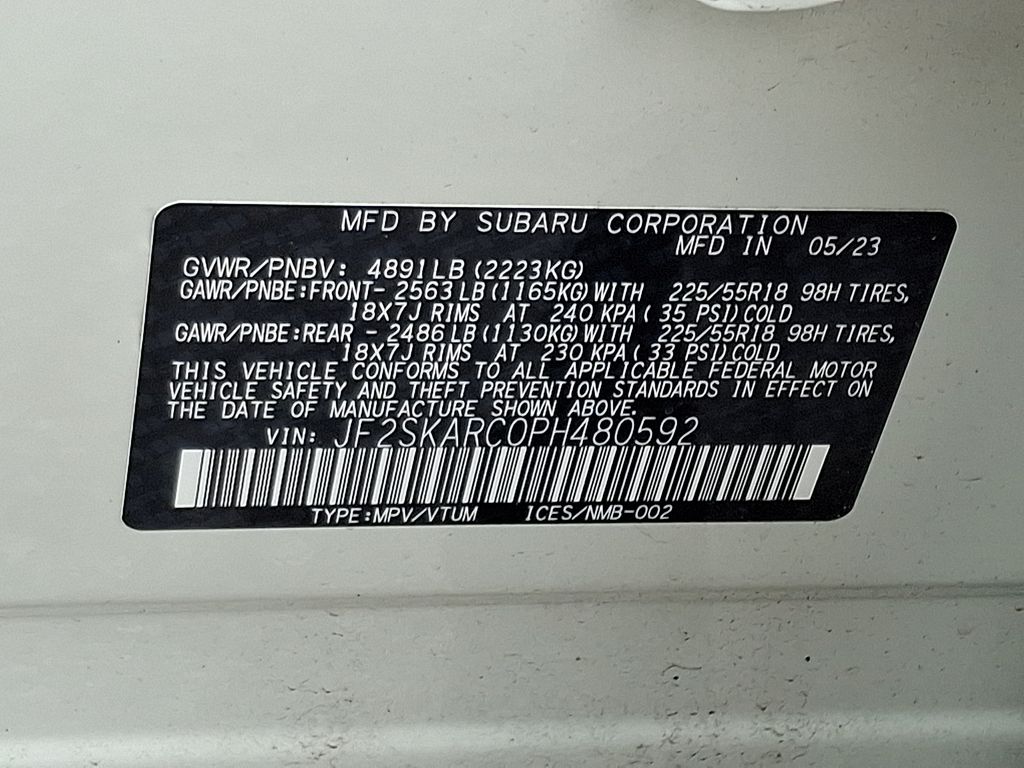 MFD BY SUBARU CORPORATION
MFD IN 05/23
GVWR/PNBV: 4891LB(2223KG)
GAWR/PNBE:FRONT- 2563LB(1165KG)WITH 225/55R18 98H TIRES,
18X7J RIMS AT 240 KPA( 35 PSI)COLD
GAWR/PNBE:REAR - 2486LB(1130KG)WITH 225/55R18 98H TIRES,
18X7J RIMS AT 230 KPA( 33 PSI)COLD
THIS VEHICLE CONFORMS TO ALL APPLICABLE FEDERAL MOTOR
VEHICLE SAFETY AND THEFT PREVENTION STANDARDS IN EFFECT ON
THE DATE OF MANUFACTURE SHOWN ABOVE.
VIN: JF2SKARC0PH480592
TYPE:MPV/VTUM ICES/NMB-002